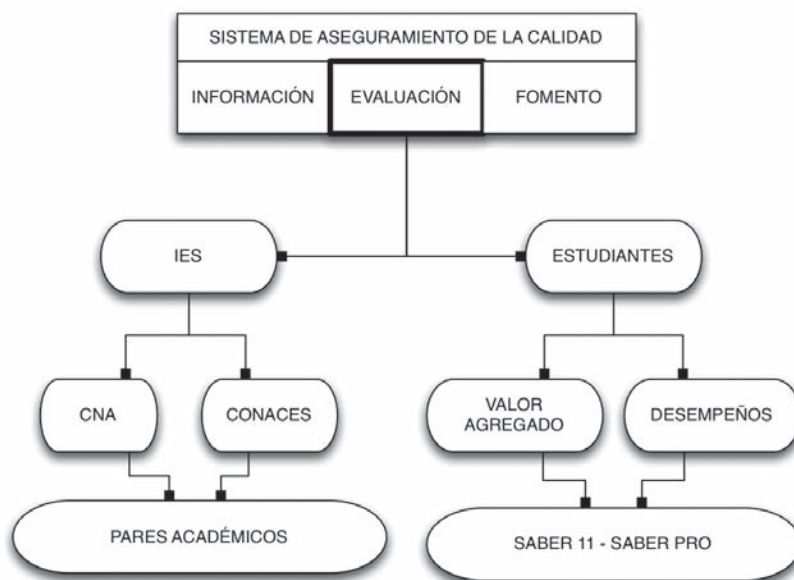 SISTEMA DE ASEGURAMIENTO DE LA CALIDAD
INFORMACIÓN
EVALUACIÓN
FOMENTO
IES
ESTUDIANTES
CNA
CONACES
VALOR
AGREGADO
DESEMPEÑOS
PARES ACADÉMICOS
SABER 11 - SABER PRO